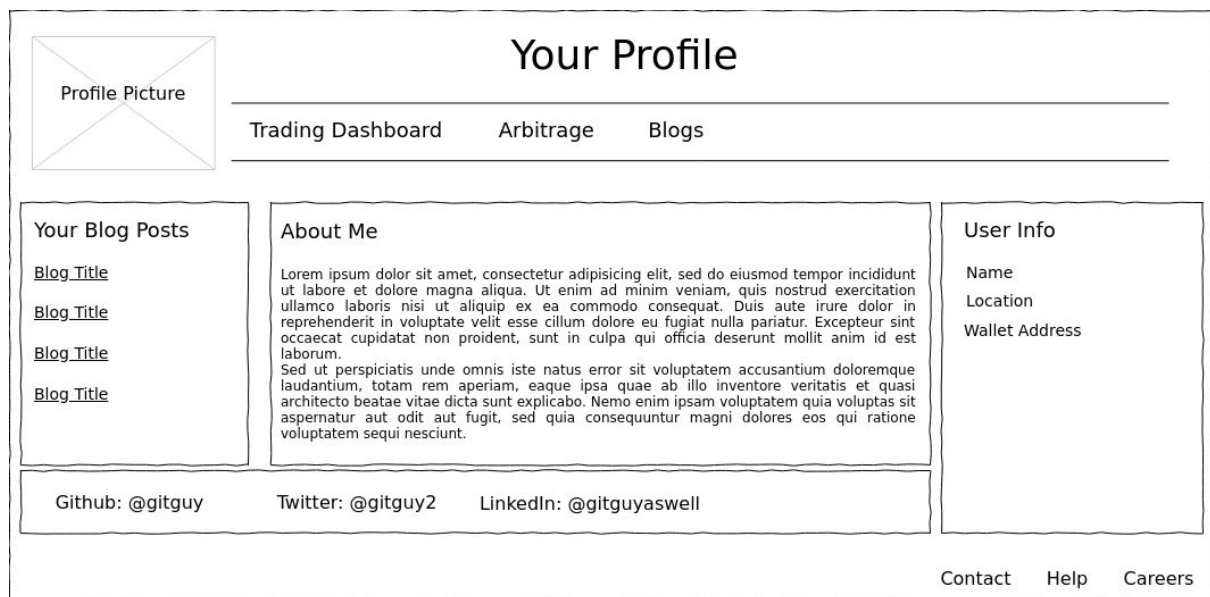 Your Profile
Profile Picture
Trading Dashboard Arbitrage Blogs
Your Blog Posts
Blog Title
Blog Title
Blog Title
Blog Title
About Me
Lorem ipsum dolor sit amet, consectetur adipisicing elit, sed do eiusmod tempor incididunt
ut labore et dolore magna aliqua. Ut enim ad minim veniam, quis nostrud exercitation
ullamco laboris nisi ut aliquip ex ea commodo consequat. Duis aute irure dolor in
reprehenderit in voluptate velit esse cillum dolore eu fugiat nulla pariatur. Excepteur sint
occaecat cupidatat non proident, sunt in culpa qui officia deserunt mollit anim id est
laborum.
Sed ut perspiciatis unde omnis iste natus error sit voluptatem accusantium doloremque
laudantium, totam rem aperiam, eaque ipsa quae ab illo inventore veritatis et quasi
architecto beatae vitae dicta sunt explicabo. Nemo enim ipsam voluptatem quia voluptas sit
aspernatur aut odit aut fugit, sed quia consequuntur magni dolores eos qui ratione
voluptatem sequi nesciunt.
User Info
Name
Location
Wallet Address
Github: @gitguy Twitter: @gitguy2 LinkedIn: @gitguyaswell
Contact Help Careers